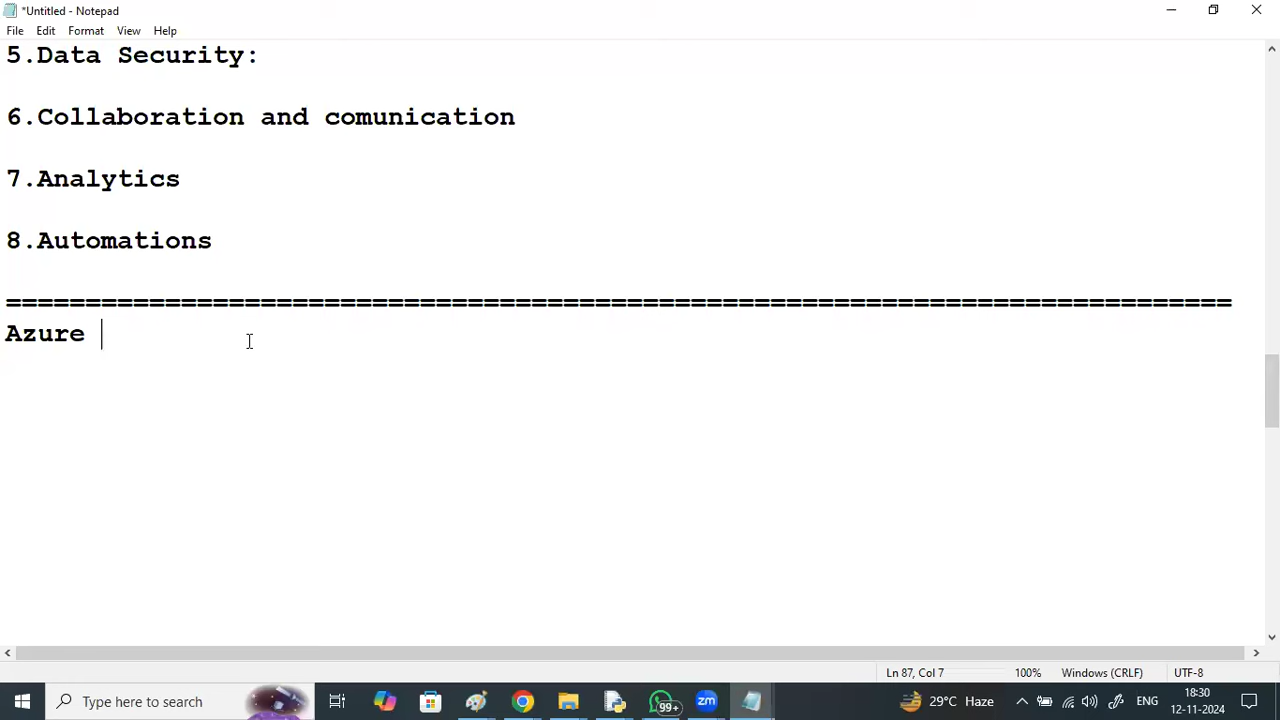 *Untitled - Notepad
File Edit Format View Help
5.Data Security:
6.Collaboration and comunication
7.Analytics
8.Automations
=============================================================================
Azure
Ln 87, Col 7 100% Windows (CRLF) UTF-8
Type here to search 99+ zm 29°C Haze ENG 18:30
12-11-2024